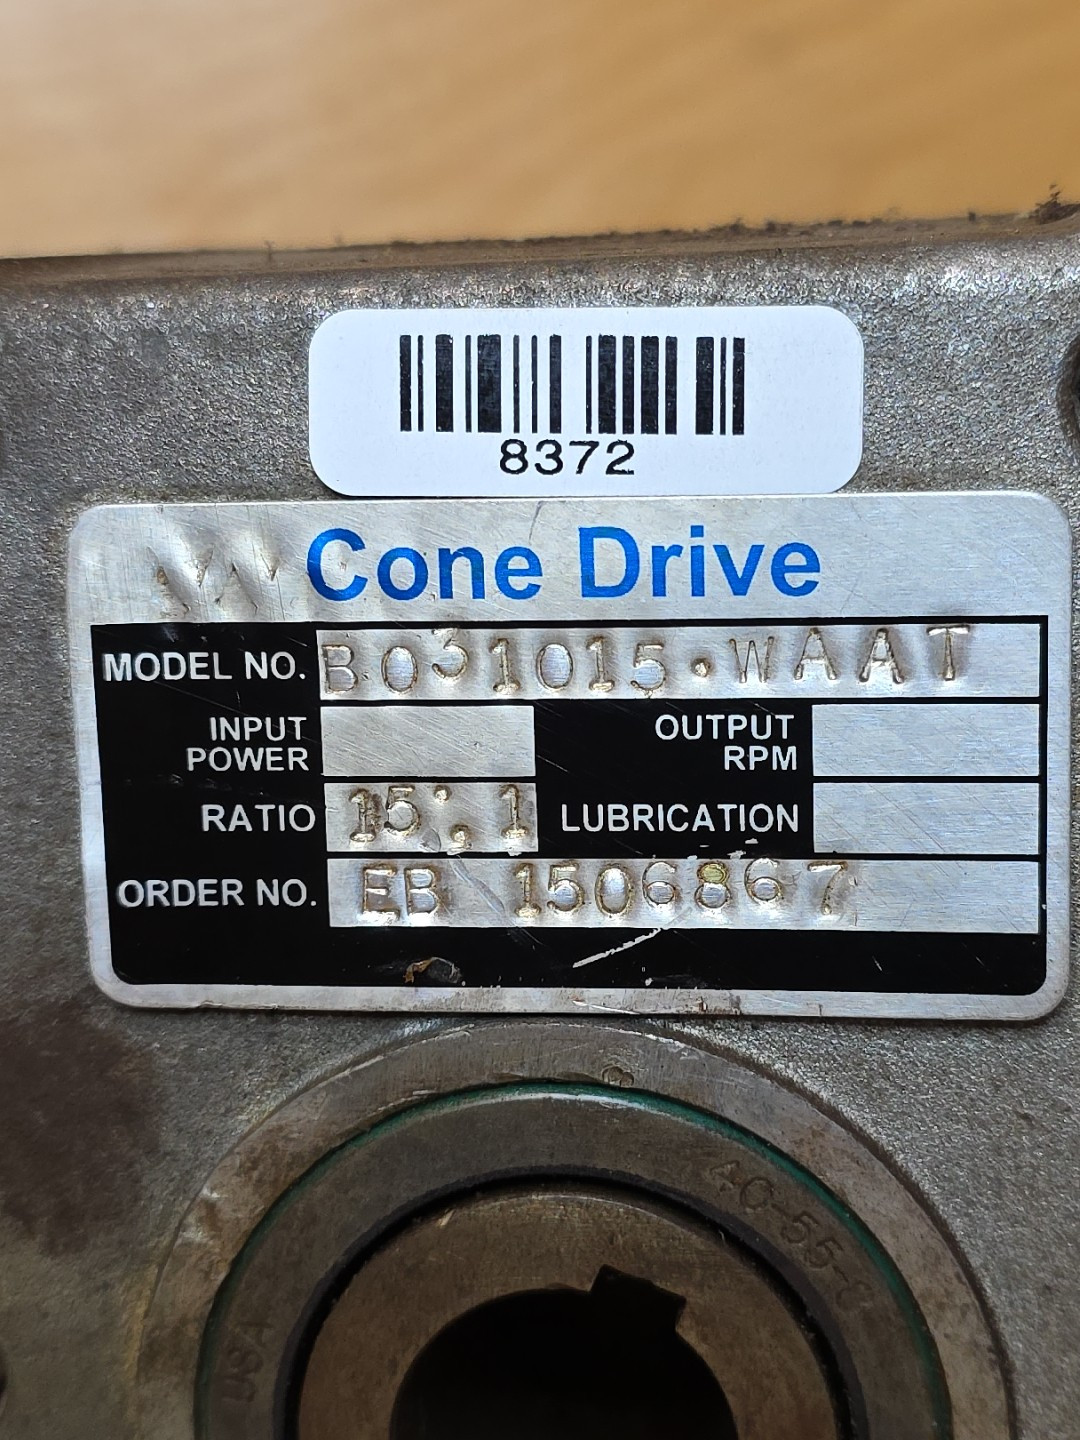 8372
Cone Drive
MODEL NO. B031015·WAAT
INPUT POWER
OUTPUT RPM
RATIO 15:1
LUBRICATION
ORDER NO. EB 1506867
USA